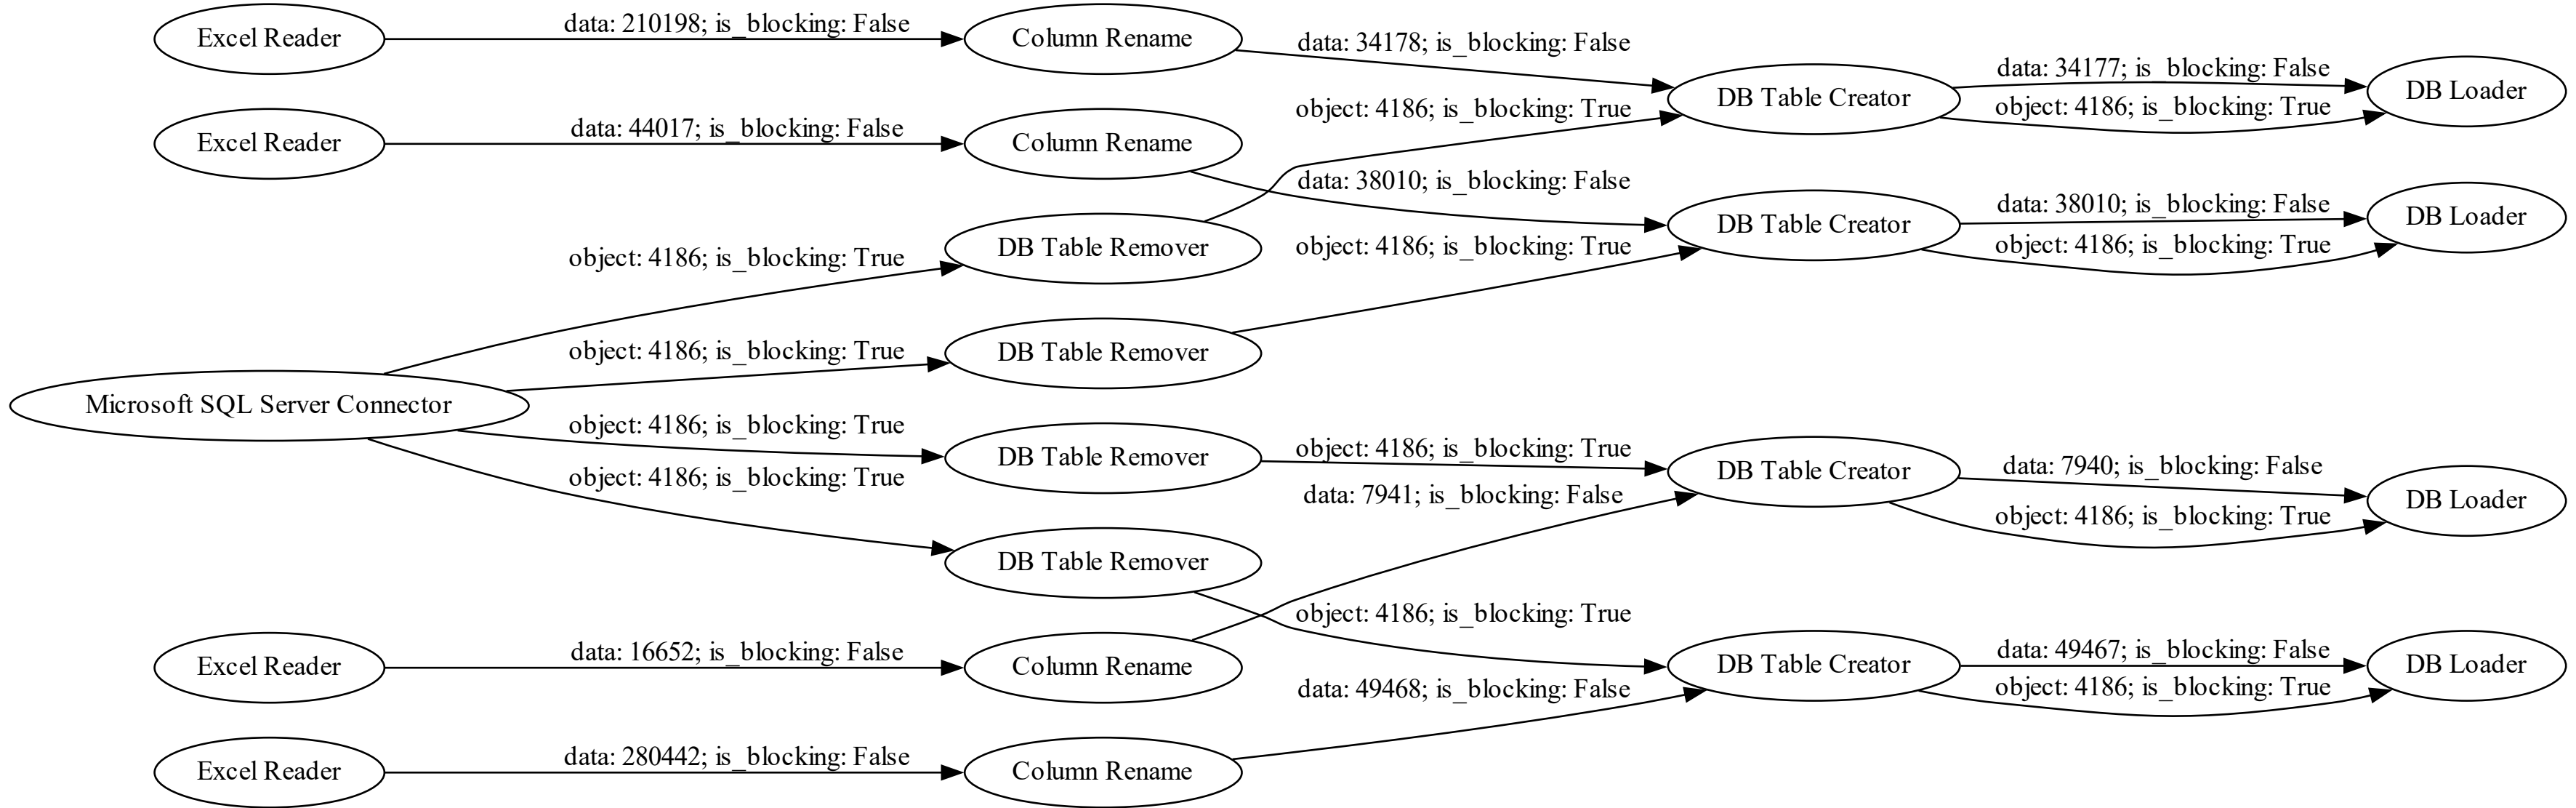 Excel Reader
data: 210198; is_blocking: False
Column Rename
data: 34178; is_blocking: False
DB Table Creator
data: 34177; is_blocking: False
object: 4186; is_blocking: True
DB Loader
Excel Reader
data: 44017; is_blocking: False
Column Rename
object: 4186; is_blocking: True
data: 38010; is_blocking: False
DB Table Creator
data: 38010; is_blocking: False
object: 4186; is_blocking: True
DB Loader
object: 4186; is_blocking: True
DB Table Remover
object: 4186; is_blocking: True
object: 4186; is_blocking: True
DB Table Remover
Microsoft SQL Server Connector
object: 4186; is_blocking: True
DB Table Remover
object: 4186; is_blocking: True
data: 7941; is_blocking: False
DB Table Creator
data: 7940; is_blocking: False
object: 4186; is_blocking: True
DB Loader
object: 4186; is_blocking: True
DB Table Remover
object: 4186; is_blocking: True
Excel Reader
data: 16652; is_blocking: False
Column Rename
DB Table Creator
data: 49467; is_blocking: False
object: 4186; is_blocking: True
DB Loader
data: 49468; is_blocking: False
Excel Reader
data: 280442; is_blocking: False
Column Rename